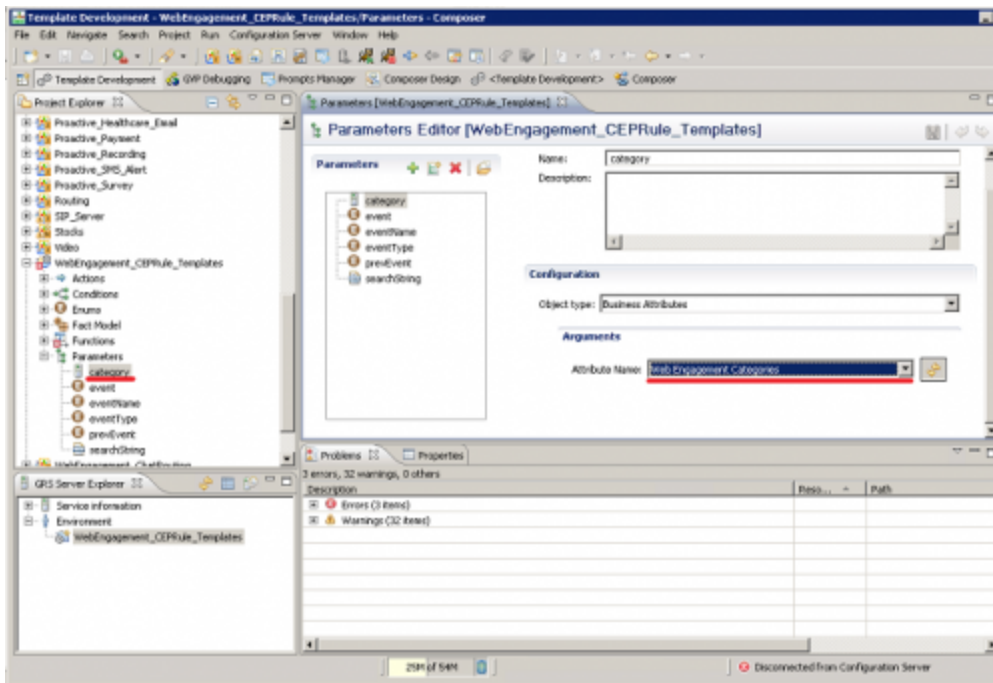 Template Development - WebEngagement_CEPRule_Templates/Parameters - Composer
File Edit Navigate Search Project Run Configuration Server Window Help
Template Development GVP Debugging Prompts Manager Composer Design <Template Development> Composer
Project Explorer
Proactive_Healthcare_Email
Proactive_Payment
Proactive_Recording
Proactive_SMS_Alert
Proactive_Survey
Routing
SIP_Server
Stocks
Video
WebEngagement_CEPRule_Templates
Actions
Conditions
Enums
Fact Model
Functions
Parameters
category
event
eventName
eventType
prevEvent
searchString
WebEngagement_ChatRouting
GRS Server Explorer
Service information
Environment
WebEngagement_CEPRule_Templates
Parameters [WebEngagement_CEPRule_Templates]
Parameters Editor [WebEngagement_CEPRule_Templates]
Parameters
category
event
eventName
eventType
prevEvent
searchString
Name: category
Description:
Configuration
Object type: Business Attributes
Arguments
Attribute Name: Web Engagement Categories
Problems Properties
3 errors, 32 warnings, 0 others
Description Reso... Path
Errors (3 items)
Warnings (32 items)
25M of 54M
Disconnected from Configuration Server